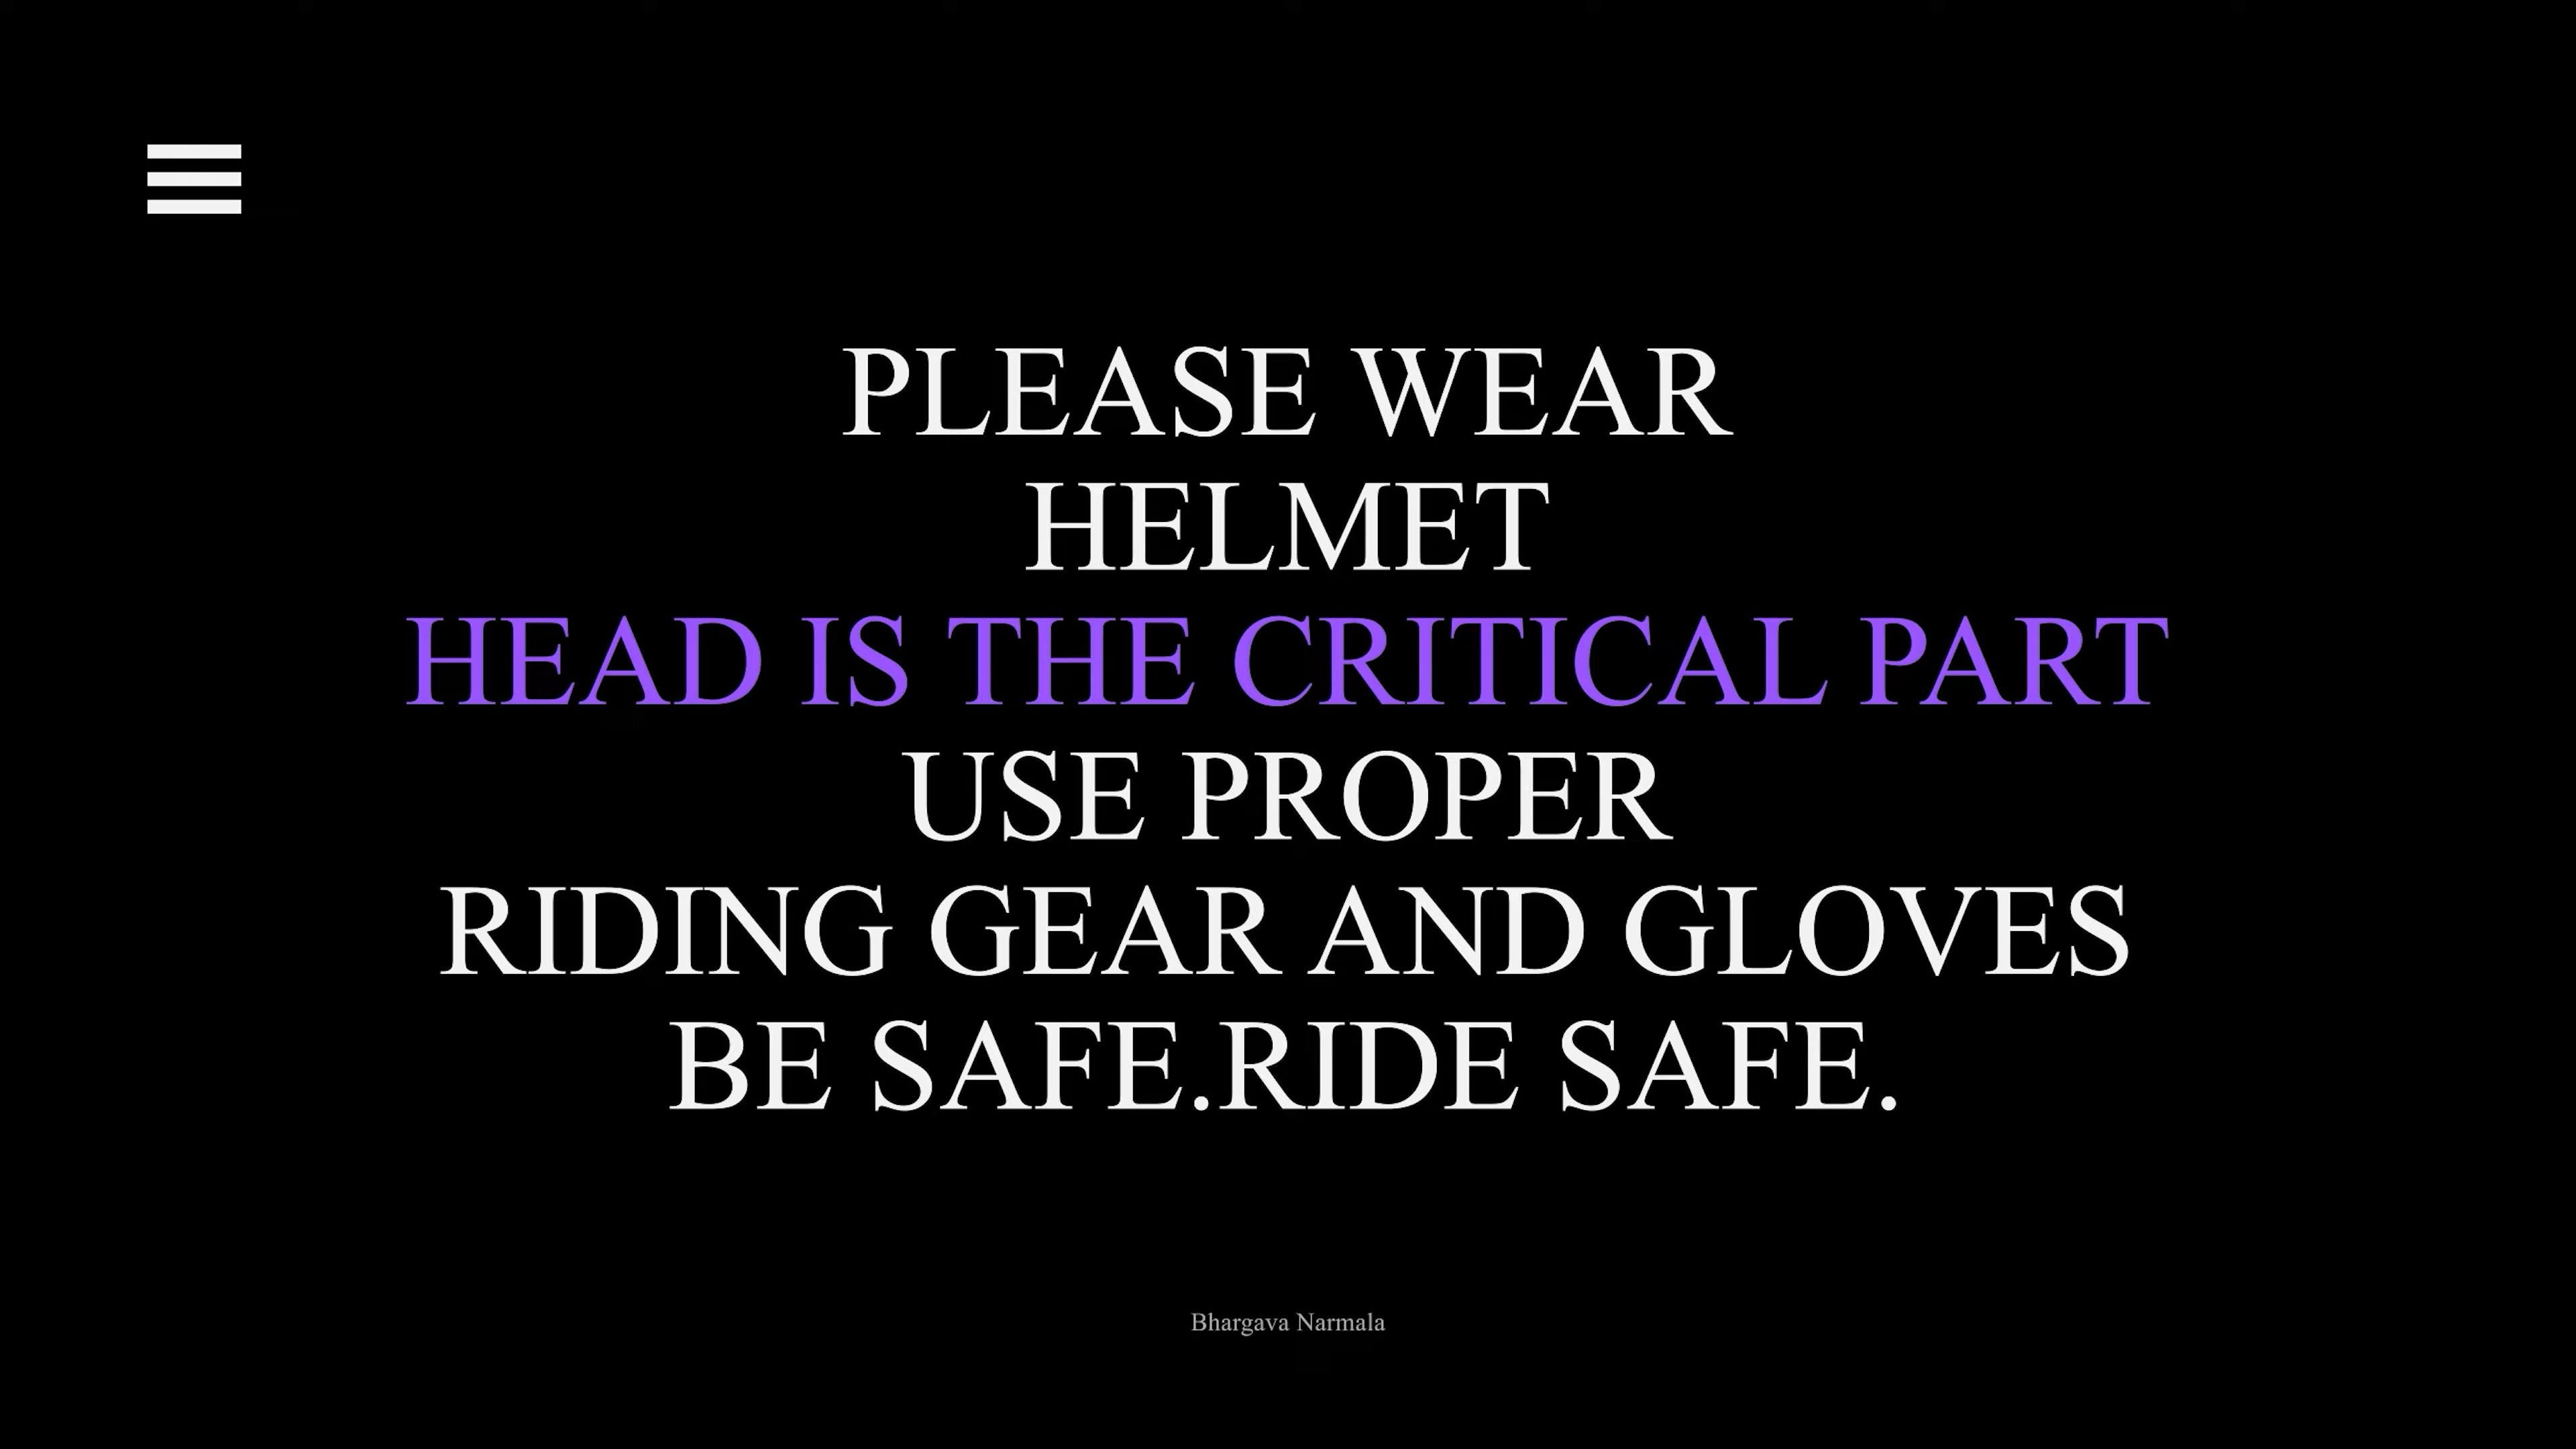 PLEASE WEAR
HELMET
HEAD IS THE CRITICAL PART
USE PROPER
RIDING GEAR AND GLOVES
BE SAFE.RIDE SAFE.
Bhargava Narmala